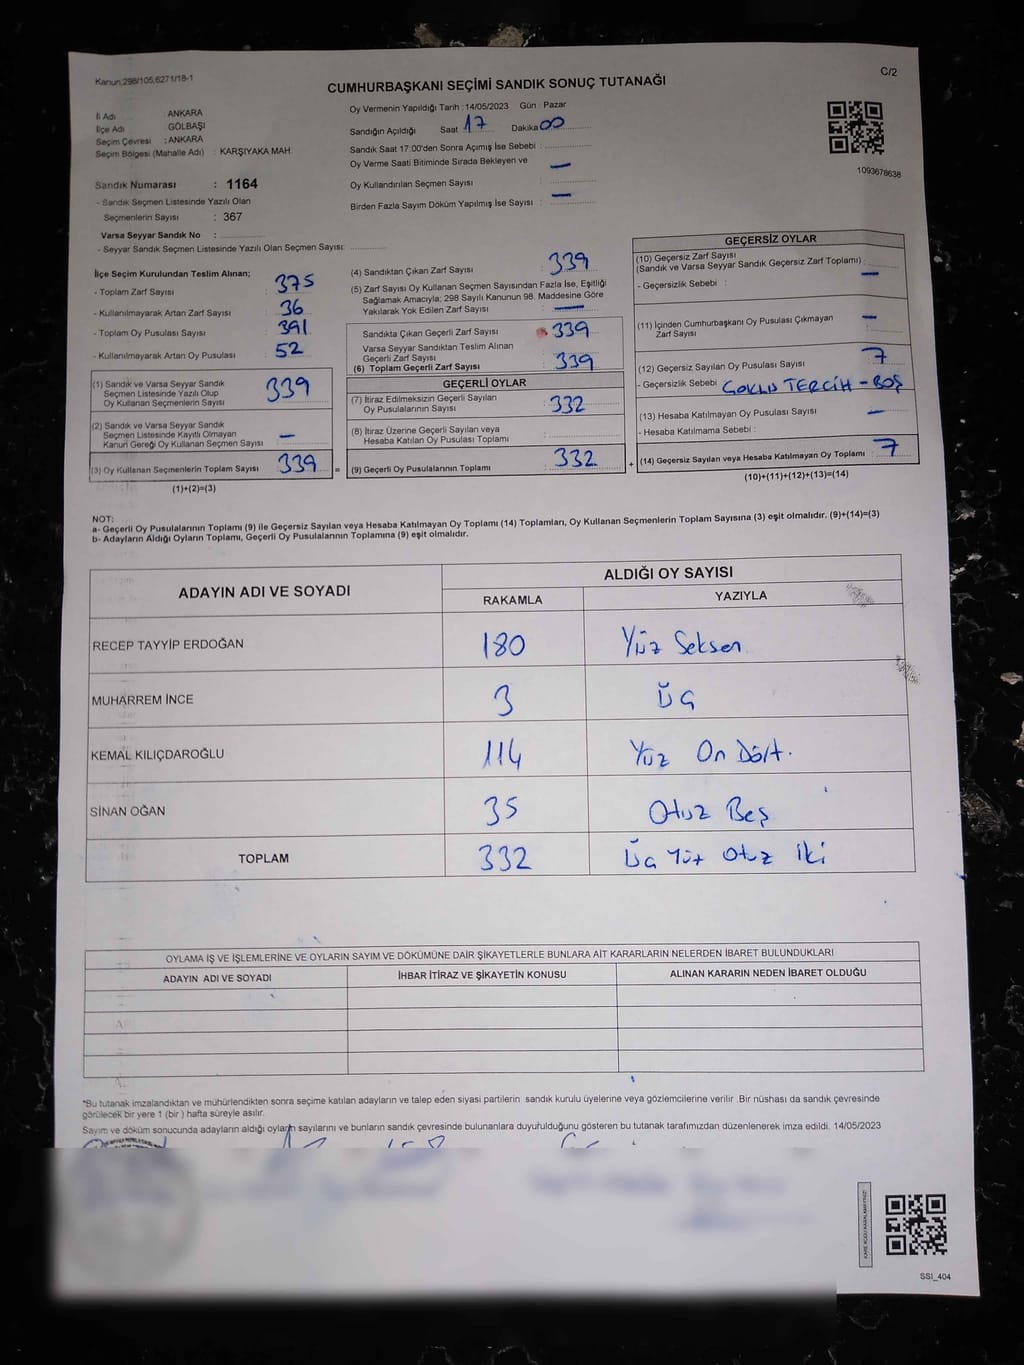 Kanun:298/105,6271/18-1
C/2
CUMHURBAŞKANI SEÇİMİ SANDIK SONUÇ TUTANAĞI
İl Adı ANKARA
İlçe Adı GÖLBAŞI
Seçim Çevresi : ANKARA
Seçim Bölgesi (Mahalle Adı) : KARŞIYAKA MAH.
Sandık Numarası : 1164
- Sandık Seçmen Listesinde Yazılı Olan
Seçmenlerin Sayısı : 367
Varsa Seyyar Sandık No :
- Seyyar Sandık Seçmen Listesinde Yazılı Olan Seçmen Sayısı:
Oy Vermenin Yapıldığı Tarih : 14/05/2023 Gün : Pazar
Sandığın Açıldığı Saat 17 Dakika 00
Sandık Saat 17:00'den Sonra Açımış İse Sebebi :
Oy Verme Saati Bitiminde Sırada Bekleyen ve
Oy Kullandırılan Seçmen Sayısı : —
Birden Fazla Sayım Döküm Yapılmış İse Sayısı : —
1093678638
İlçe Seçim Kurulundan Teslim Alınan;
- Toplam Zarf Sayısı : 375
- Kullanılmayarak Artan Zarf Sayısı : 36
- Toplam Oy Pusulası Sayısı : 391
- Kullanılmayarak Artan Oy Pusulası : 52
(1) Sandık ve Varsa Seyyar Sandık
Seçmen Listesinde Yazılı Olup
Oy Kullanan Seçmenlerin Sayısı : 339
(2) Sandık ve Varsa Seyyar Sandık
Seçmen Listesinde Kayıtlı Olmayan
Kanun Gereği Oy Kullanan Seçmen Sayısı : —
(3) Oy Kullanan Seçmenlerin Toplam Sayısı : 339 =
(1)+(2)=(3)
(4) Sandıktan Çıkan Zarf Sayısı : 339
(5) Zarf Sayısı Oy Kullanan Seçmen Sayısından Fazla İse, Eşitliği
Sağlamak Amacıyla; 298 Sayılı Kanunun 98. Maddesine Göre
Yakılarak Yok Edilen Zarf Sayısı : —
Sandıkta Çıkan Geçerli Zarf Sayısı : 339
Varsa Seyyar Sandıktan Teslim Alınan
Geçerli Zarf Sayısı :
(6) Toplam Geçerli Zarf Sayısı : 339
GEÇERLİ OYLAR
(7) İtiraz Edilmeksizin Geçerli Sayılan
Oy Pusulalarının Sayısı : 332
(8) İtiraz Üzerine Geçerli Sayılan veya
Hesaba Katılan Oy Pusulası Toplamı :
(9) Geçerli Oy Pusulalarının Toplamı : 332 +
GEÇERSİZ OYLAR
(10) Geçersiz Zarf Sayısı
(Sandık ve Varsa Seyyar Sandık Geçersiz Zarf Toplamı) : —
- Geçersizlik Sebebi :
(11) İçinden Cumhurbaşkanı Oy Pusulası Çıkmayan
Zarf Sayısı : —
(12) Geçersiz Sayılan Oy Pusulası Sayısı : 7
- Geçersizlik Sebebi : ÇOKLU TERCİH - BOŞ
(13) Hesaba Katılmayan Oy Pusulası Sayısı : —
- Hesaba Katılmama Sebebi :
(14) Geçersiz Sayılan veya Hesaba Katılmayan Oy Toplamı : 7
(10)+(11)+(12)+(13)=(14)
NOT:
a- Geçerli Oy Pusulalarının Toplamı (9) ile Geçersiz Sayılan veya Hesaba Katılmayan Oy Toplamı (14) Toplamları, Oy Kullanan Seçmenlerin Toplam Sayısına (3) eşit olmalıdır. (9)+(14)=(3)
b- Adayların Aldığı Oyların Toplamı, Geçerli Oy Pusulalarının Toplamına (9) eşit olmalıdır.
ADAYIN ADI VE SOYADI ALDIĞI OY SAYISI
RAKAMLA YAZIYLA
RECEP TAYYİP ERDOĞAN 180 Yüz Seksen
MUHARREM İNCE 3 Üç
KEMAL KILIÇDAROĞLU 114 Yüz On Dört.
SİNAN OĞAN 35 Otuz Beş
TOPLAM 332 Üç Yüz Otuz İki
OYLAMA İŞ VE İŞLEMLERİNE VE OYLARIN SAYIM VE DÖKÜMÜNE DAİR ŞİKAYETLERLE BUNLARA AİT KARARLARIN NELERDEN İBARET BULUNDUKLARI
ADAYIN ADI VE SOYADI İHBAR İTİRAZ VE ŞİKAYETİN KONUSU ALINAN KARARIN NEDEN İBARET OLDUĞU
*Bu tutanak imzalandıktan ve mühürlendikten sonra seçime katılan adayların ve talep eden siyasi partilerin sandık kurulu üyelerine veya gözlemcilerine verilir .Bir nüshası da sandık çevresinde
görülecek bir yere 1 (bir ) hafta süreyle asılır.
Sayım ve döküm sonucunda adayların aldığı oyların sayılarını ve bunların sandık çevresinde bulunanlara duyurulduğunu gösteren bu tutanak tarafımızdan düzenlenerek imza edildi. 14/05/2023
SSI_404